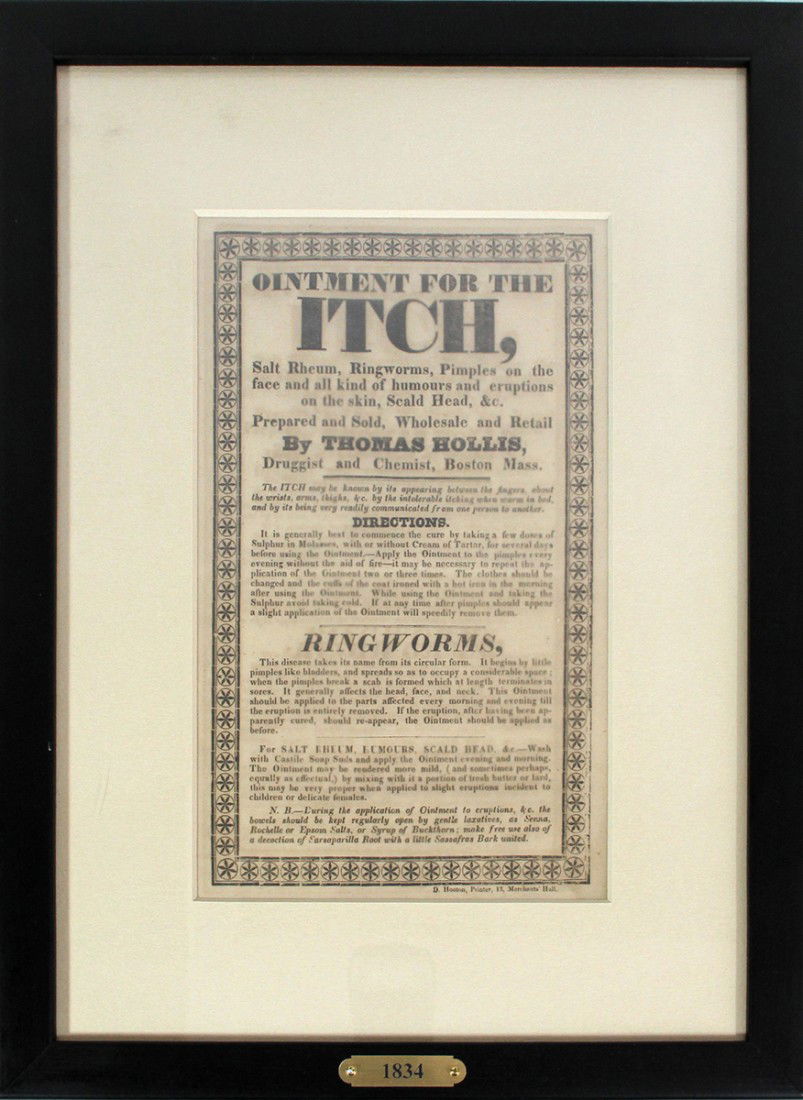 OINTMENT FOR THE
ITCH,
Salt Rheum, Ringworms, Pimples on the
face and all kind of humours and eruptions
on the skin, Scald Head, &c.
Prepared and Sold, Wholesale and Retail
By THOMAS HOLLIS,
Druggist and Chemist, Boston Mass.
The ITCH may be known by its appearing between the fingers, about
the wrists, arms, thighs, &c. by the intolerable itching when warm in bed,
and by its being very readily communicated from one person to another.
DIRECTIONS.
It is generally best to commence the cure by taking a few doses of
Sulphur in Molasses, with or without Cream of Tartar, for several days
before using the Ointment.—Apply the Ointment to the pimples every
evening without the aid of fire—it may be necessary to repeat the ap-
plication of the Ointment two or three times. The clothes should be
changed and the cuffs of the coat ironed with a hot iron in the morning
after using the Ointment. While using the Ointment and taking the
Sulphur avoid taking cold. If at any time after pimples should appear
a slight application of the Ointment will speedily remove them.
RINGWORMS,
This disease takes its name from its circular form. It begins by little
pimples like bladders, and spreads so as to occupy a considerable space;
when the pimples break a scab is formed which at length terminates in
sores. It generally affects the head, face, and neck. This Ointment
should be applied to the parts affected every morning and evening till
the eruption is entirely removed. If the eruption, after having been ap-
parently cured, should re-appear, the Ointment should be applied as
before.
For SALT RHEUM, HUMOURS, SCALD HEAD, &c.—Wash
with Castile Soap Suds and apply the Ointment evening and morning.
The Ointment may be rendered more mild, (and sometimes perhaps,
equally as effectual,) by mixing with it a portion of fresh butter or lard,
this may be very proper when applied to slight eruptions incident to
children or delicate females.
N. B.—During the application of Ointment to eruptions, &c. the
bowels should be kept regularly open by gentle laxatives, as Senna,
Rochelle or Epsom Salts, or Syrup of Buckthorn; make free use also of
a decoction of Sarsaparilla Root with a little Sassafras Bark united.
D. Hooton, Printer, 13, Merchants' Hall.
1834